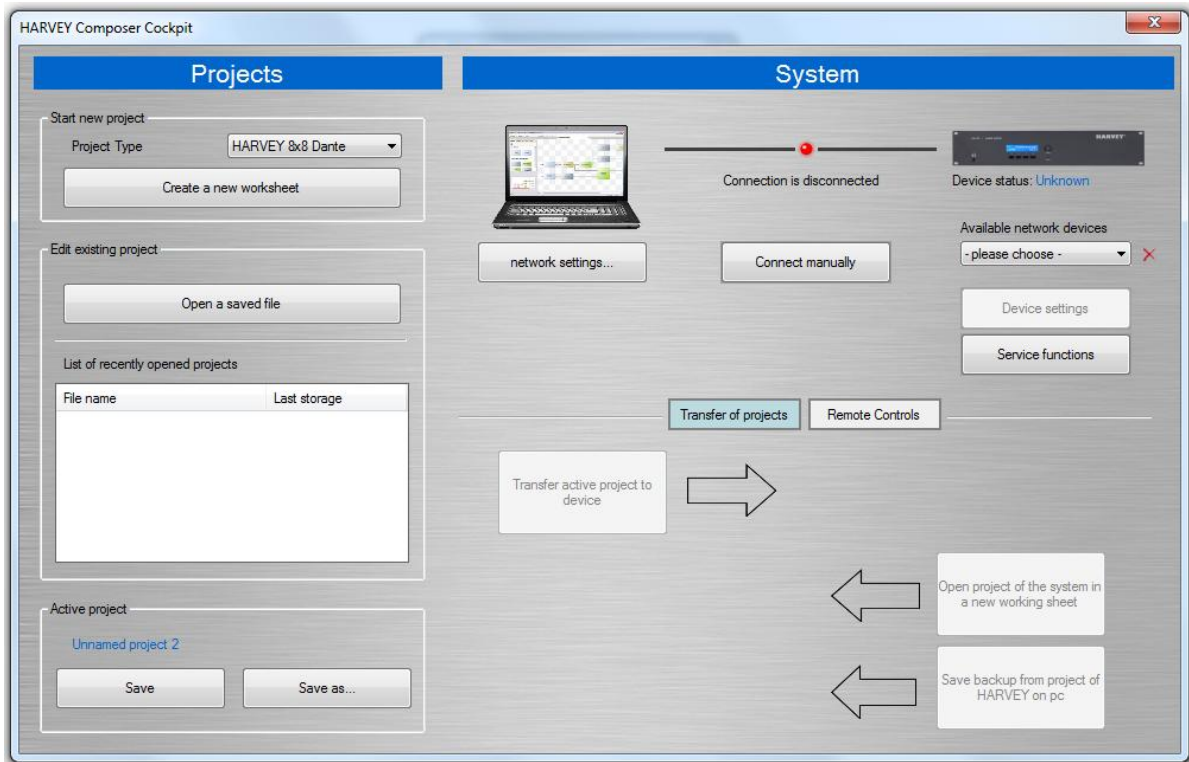 HARVEY Composer Cockpit
Projects
System
Start new project
Project Type
HARVEY 8x8 Dante
Create a new worksheet
Edit existing project
Open a saved file
List of recently opened projects
File name
Last storage
Active project
Unnamed project 2
Save
Save as...
HARVEY
Connection is disconnected
Device status: Unknown
Available network devices
- please choose -
network settings...
Connect manually
Device settings
Service functions
Transfer of projects
Remote Controls
Transfer active project to
device
Open project of the system in
a new working sheet
Save backup from project of
HARVEY on pc